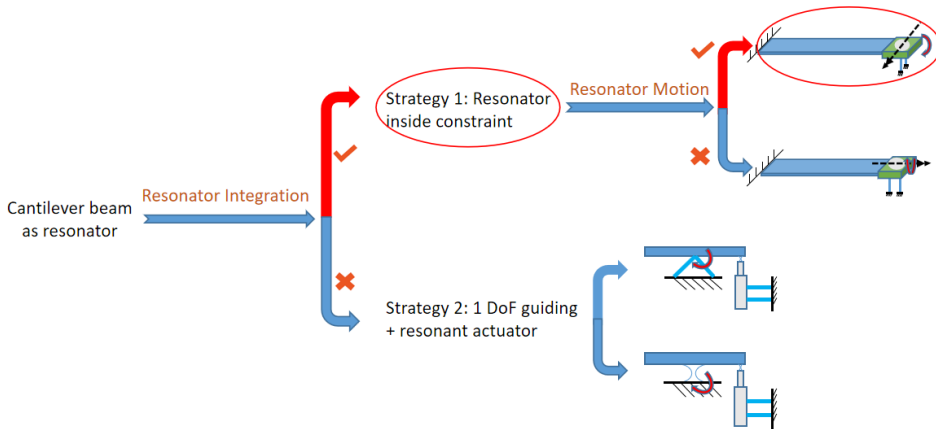 Cantilever beam
as resonator
Resonator Integration
Strategy 1: Resonator
inside constraint
Resonator Motion
Strategy 2: 1 DoF guiding
+ resonant actuator